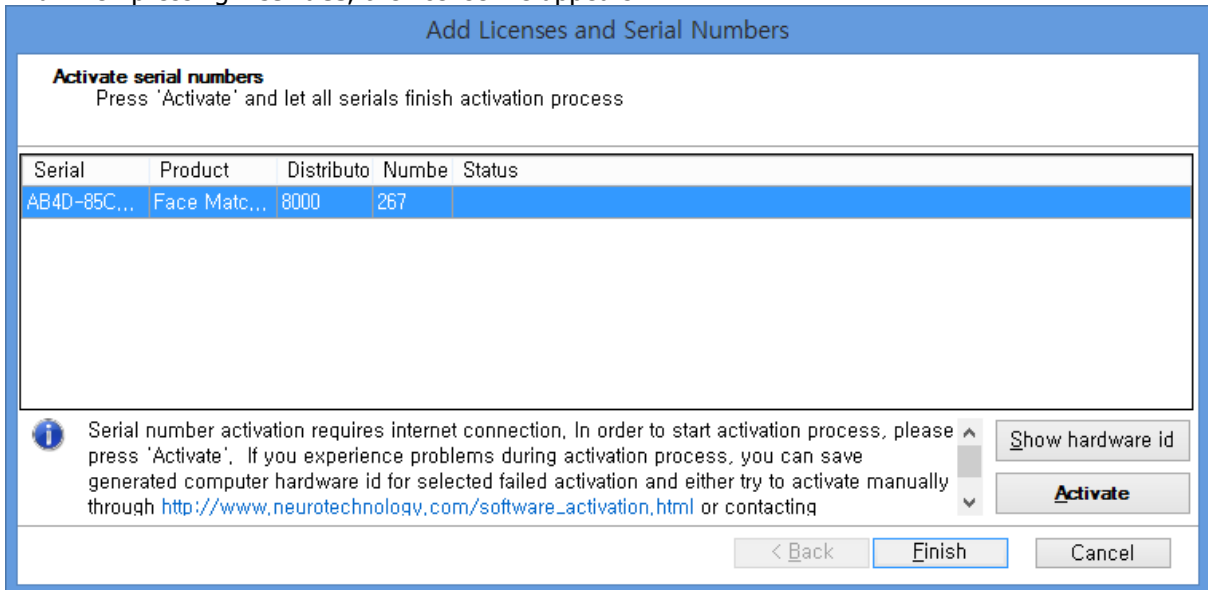 Add Licenses and Serial Numbers
Activate serial numbers
Press 'Activate' and let all serials finish activation process
Serial Product Distributo Numbe Status
AB4D-85C... Face Matc... 8000 267
Serial number activation requires internet connection, In order to start activation process, please
press 'Activate', If you experience problems during activation process, you can save
generated computer hardware id for selected failed activation and either try to activate manually
through http://www.neurotechnology.com/software_activation.html or contacting
Show hardware id
Activate
< Back Finish Cancel